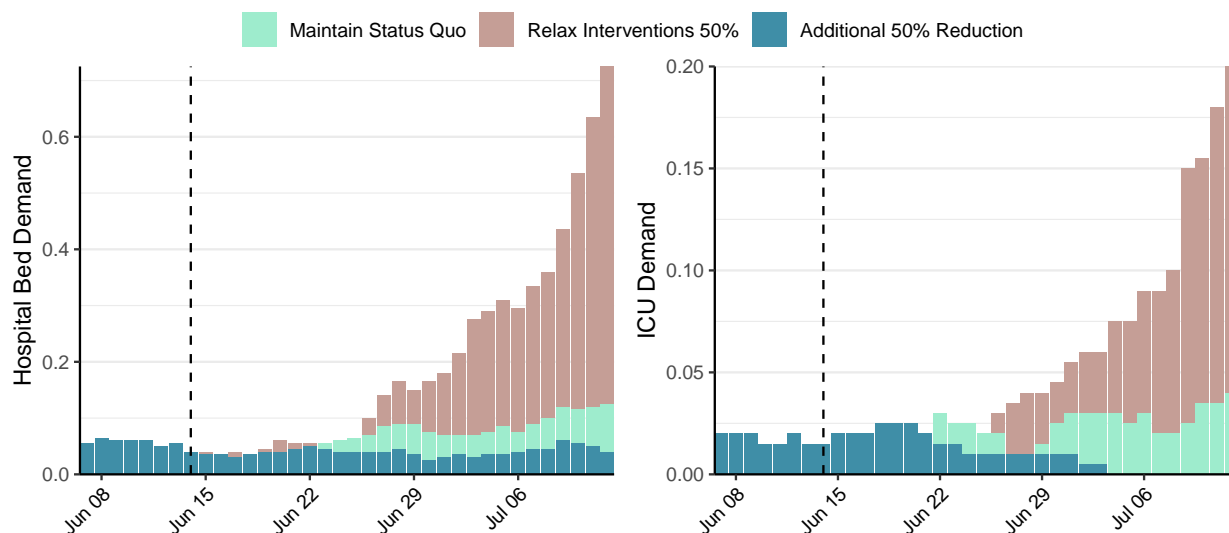 Maintain Status Quo
Relax Interventions 50%
Additional 50% Reduction
Hospital Bed Demand
0.6
0.4
0.2
0.0
Jun 08
Jun 15
Jun 22
Jun 29
Jul 06
ICU Demand
0.20
0.15
0.10
0.05
0.00
Jun 08
Jun 15
Jun 22
Jun 29
Jul 06